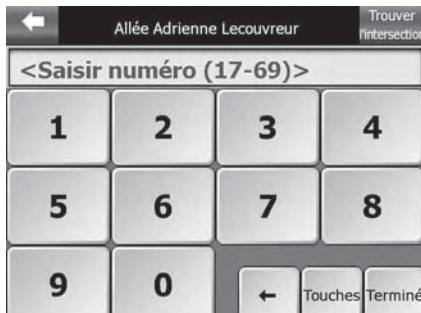 Allée Adrienne Lecouvreur
Trouver
l'intersection
<Saisir numéro (17-69)>
1 2 3 4
5 6 7 8
9 0 Touches Terminé